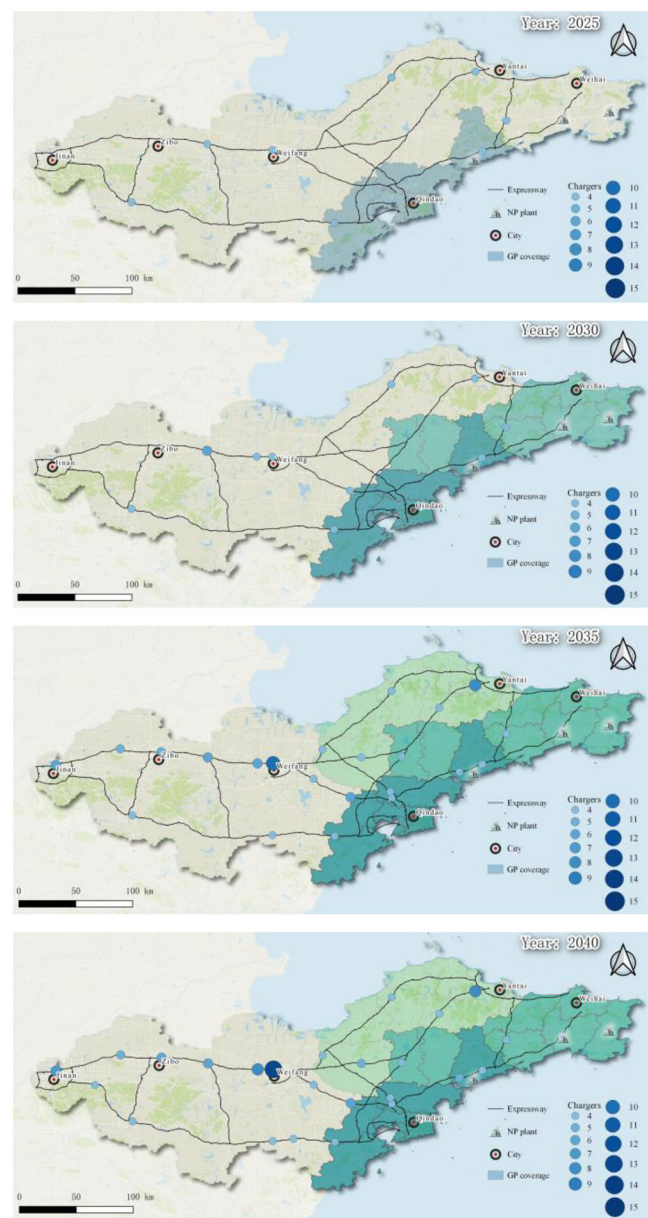 Year: 2025
Yantai
Weihai
Jinan
Zibo
Weifang
Qindao
Expressway
NP plant
City
GP coverage
Chargers
4
5
6
7
8
9
10
11
12
13
14
15
0 50 100 km
Year: 2030
Yantai
Weihai
Jinan
Zibo
Weifang
Qindao
Expressway
NP plant
City
GP coverage
Chargers
4
5
6
7
8
9
10
11
12
13
14
15
0 50 100 km
Year: 2035
Yantai
Weihai
Jinan
Zibo
Weifang
Qindao
Expressway
NP plant
City
GP coverage
Chargers
4
5
6
7
8
9
10
11
12
13
14
15
0 50 100 km
Year: 2040
Yantai
Weihai
Jinan
Zibo
Weifang
Qindao
Expressway
NP plant
City
GP coverage
Chargers
4
5
6
7
8
9
10
11
12
13
14
15
0 50 100 km